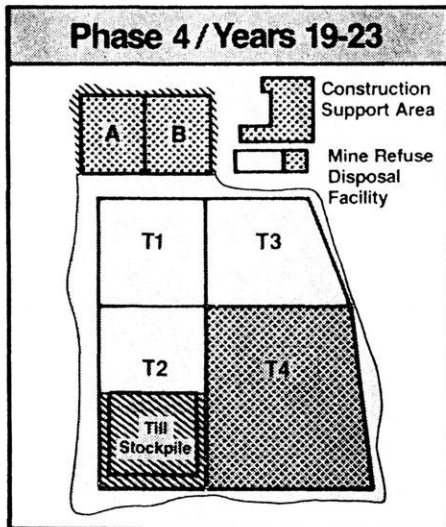 Phase 4/Years 19-23
Construction
Support Area
A
B
Mine Refuse
Disposal
Facility
T1
T3
T2
T4
Till
Stockpile